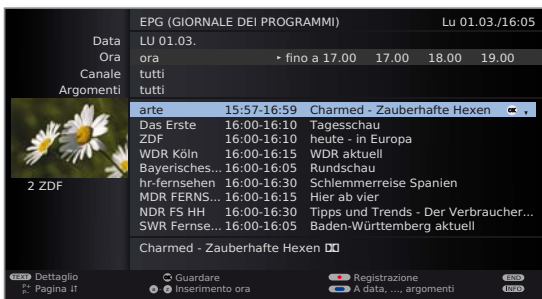 EPG (GIORNALE DEI PROGRAMMI) Lu 01.03./16:05
Data LU 01.03.
Ora ora ‣ fino a 17.00 17.00 18.00 19.00
Canale tutti
Argomenti tutti
arte 15:57-16:59 Charmed - Zauberhafte Hexen OK
Das Erste 16:00-16:10 Tagesschau
ZDF 16:00-16:10 heute - in Europa
WDR Köln 16:00-16:15 WDR aktuell
Bayerisches... 16:00-16:05 Rundschau
hr-fernsehen 16:00-16:30 Schlemmerreise Spanien
MDR FERNS... 16:00-16:15 Hier ab vier
NDR FS HH 16:00-16:30 Tipps und Trends - Der Verbraucher...
SWR Fernse... 16:00-16:05 Baden-Württemberg aktuell
2 ZDF
Charmed - Zauberhafte Hexen
TEXT Dettaglio OK Guardare Registrazione END
P+ P- Pagina ↓↑ 0-9 Inserimento ora A data, ..., argomenti INFO